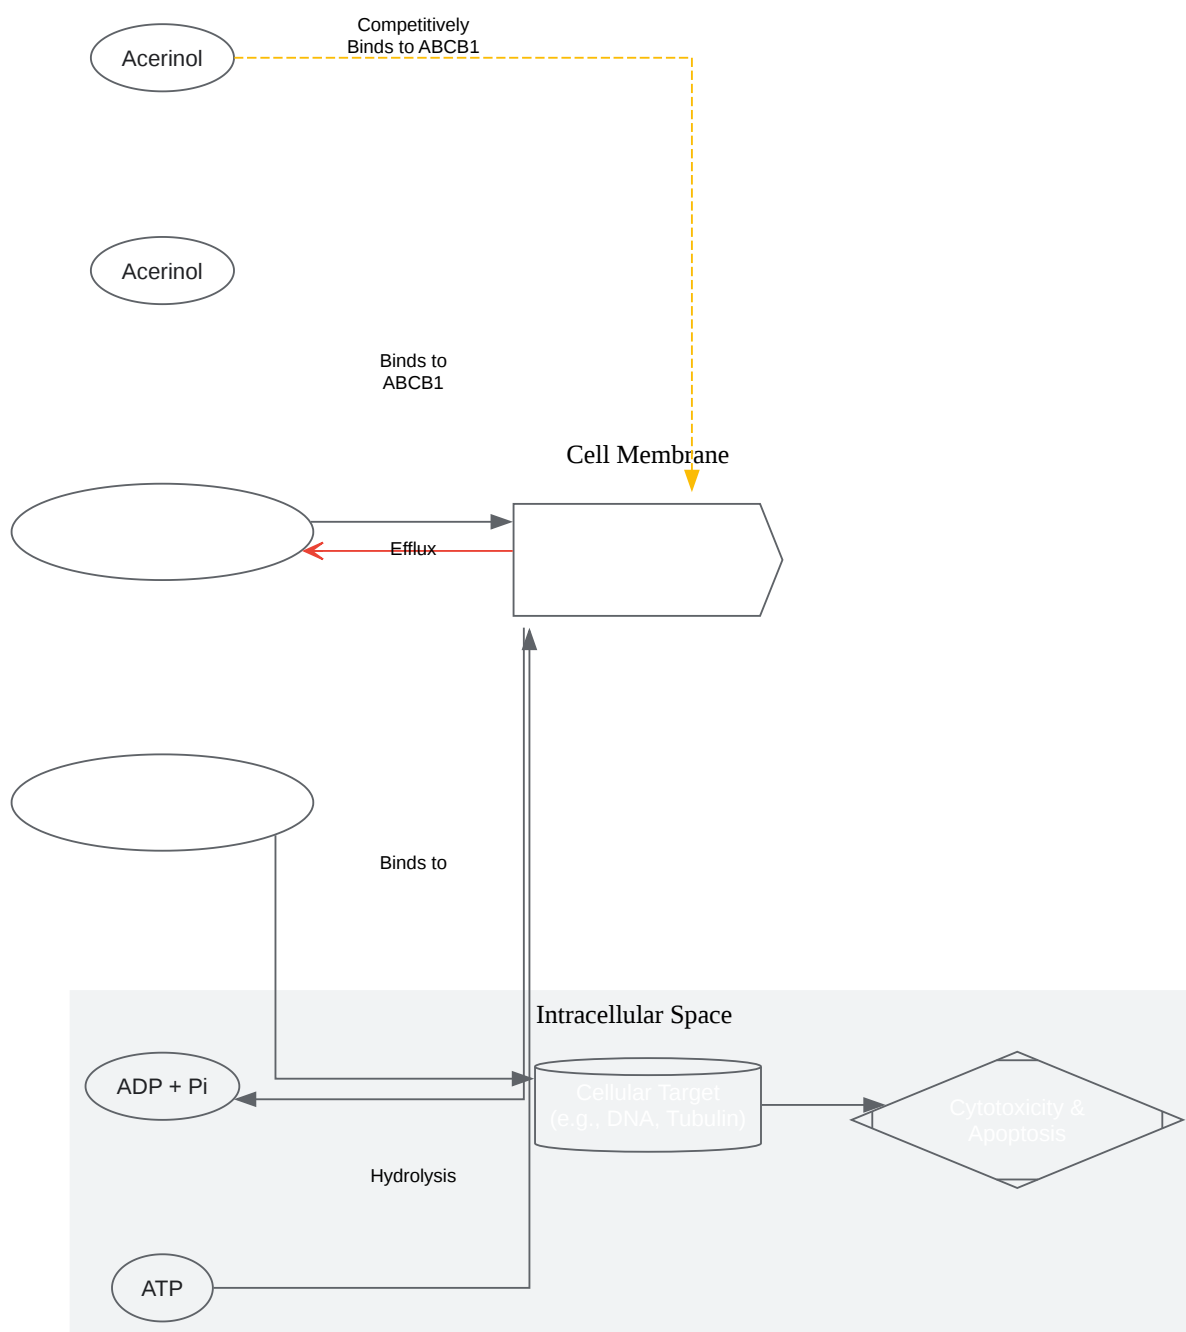 Competitively
Binds to ABCB1
Acerinol
Acerinol
Binds to
ABCB1
Cell Membrane
Efflux
Binds to
Intracellular Space
ADP + Pi
Cellular Target
(e.g., DNA, Tubulin)
Cytotoxicity &
Apoptosis
Hydrolysis
ATP